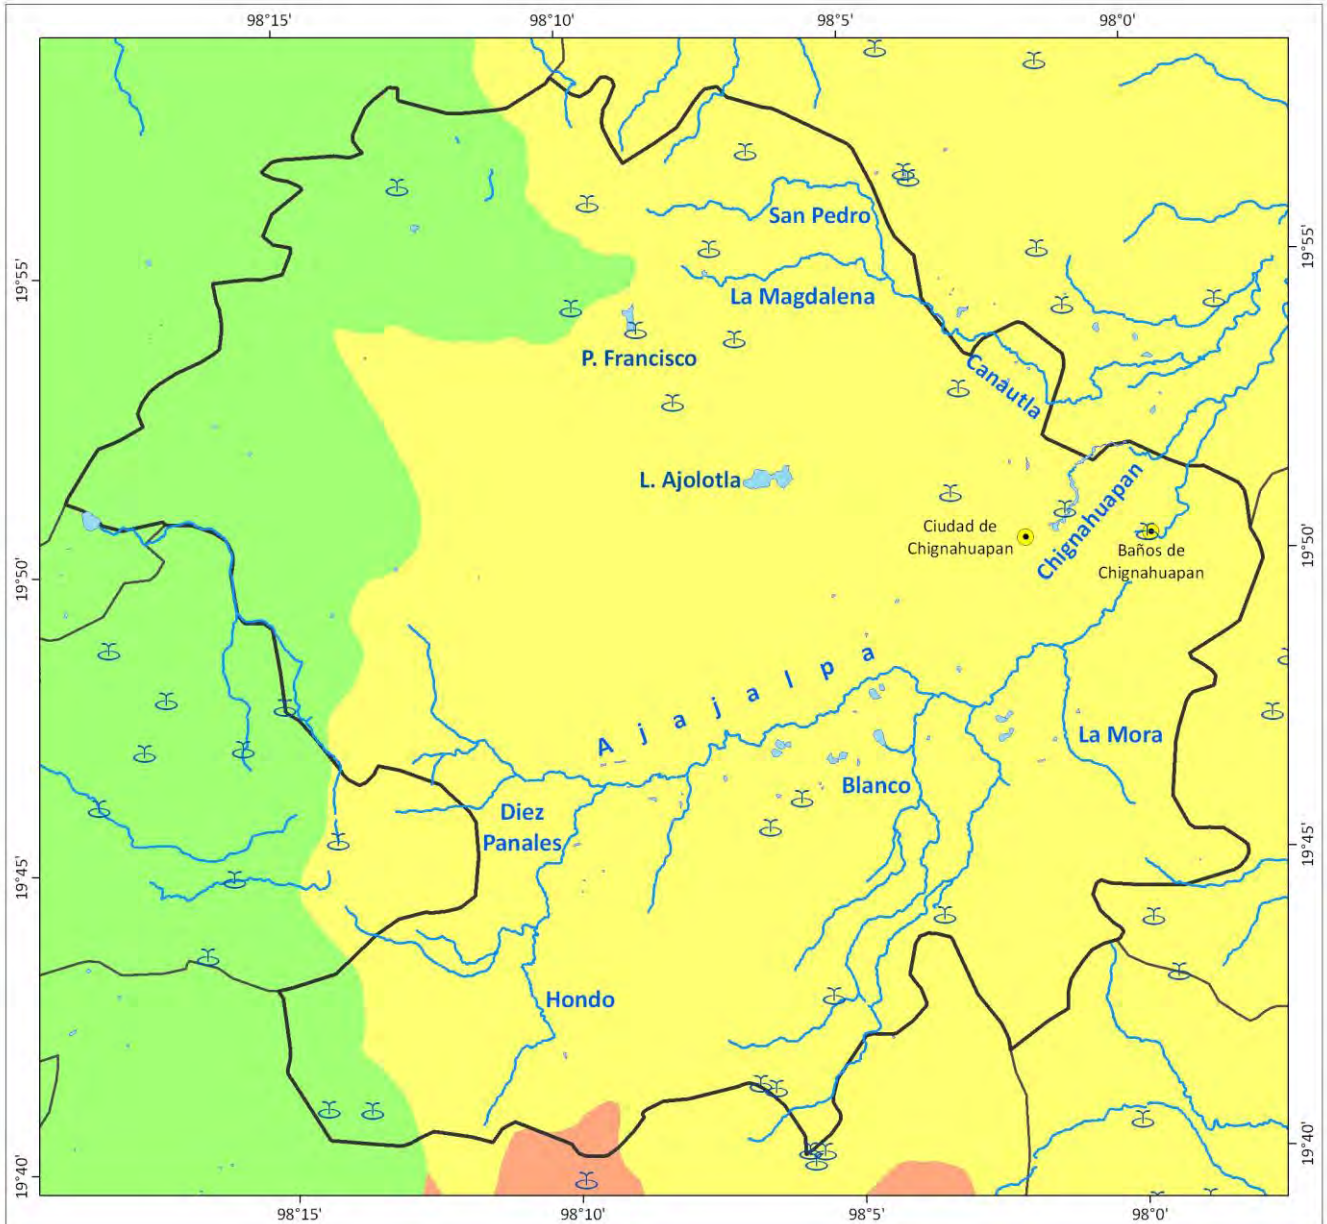 98°15'
98°10'
98°5'
98°0'
19°55'
19°55'
San Pedro
La Magdalena
P. Francisco
Canautla
L. Ajolotla
Ciudad de
Chignahuapan
Chignahuapan
Baños de
Chignahuapan
19°50'
19°50'
Ajajalpa
La Mora
Blanco
Diez
Panales
19°45'
19°45'
Hondo
19°40'
19°40'
98°15'
98°10'
98°5'
98°0'